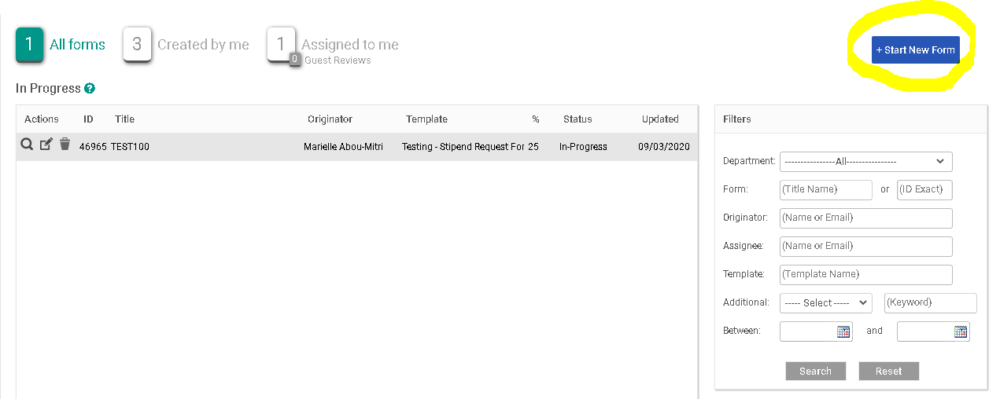 1 All forms 3 Created by me 1 Assigned to me
0 Guest Reviews
+ Start New Form
In Progress ?
Actions ID Title Originator Template % Status Updated
46965 TEST100 Marielle Abou-Mitri Testing - Stipend Request For 25 In-Progress 09/03/2020
Filters
Department: ----------------All----------------
Form: (Title Name) or (ID Exact)
Originator: (Name or Email)
Assignee: (Name or Email)
Template: (Template Name)
Additional: ----- Select ----- (Keyword)
Between: and
Search Reset